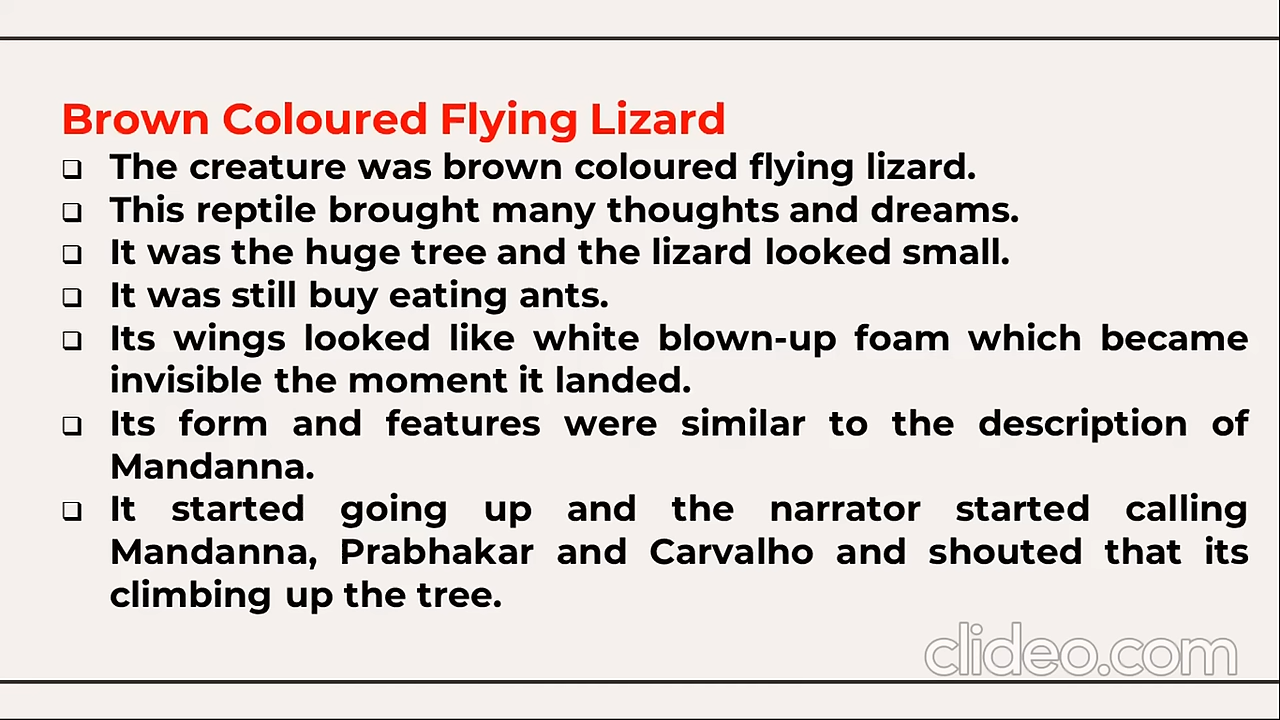 Brown Coloured Flying Lizard
❑ The creature was brown coloured flying lizard.
❑ This reptile brought many thoughts and dreams.
❑ It was the huge tree and the lizard looked small.
❑ It was still buy eating ants.
❑ Its wings looked like white blown-up foam which became
invisible the moment it landed.
❑ Its form and features were similar to the description of
Mandanna.
❑ It started going up and the narrator started calling
Mandanna, Prabhakar and Carvalho and shouted that its
climbing up the tree.
clideo.com